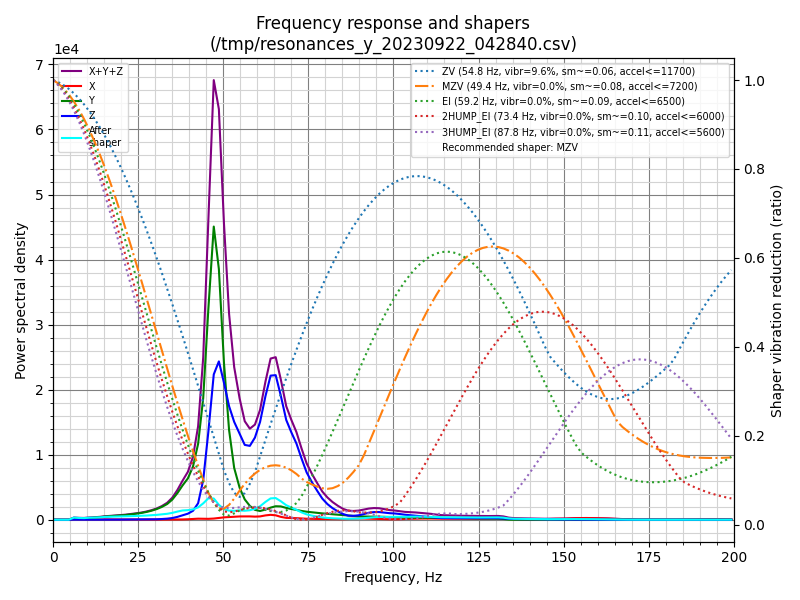 Frequency response and shapers
(/tmp/resonances_y_20230922_042840.csv)
1e4
X+Y+Z
X
Y
Z
After
shaper
ZV (54.8 Hz, vibr=9.6%, sm~=0.06, accel<=11700)
MZV (49.4 Hz, vibr=0.0%, sm~=0.08, accel<=7200)
EI (59.2 Hz, vibr=0.0%, sm~=0.09, accel<=6500)
2HUMP_EI (73.4 Hz, vibr=0.0%, sm~=0.10, accel<=6000)
3HUMP_EI (87.8 Hz, vibr=0.0%, sm~=0.11, accel<=5600)
Recommended shaper: MZV
7
6
5
4
3
2
1
0
Power spectral density
1.0
0.8
0.6
0.4
0.2
0.0
Shaper vibration reduction (ratio)
0 25 50 75 100 125 150 175 200
Frequency, Hz